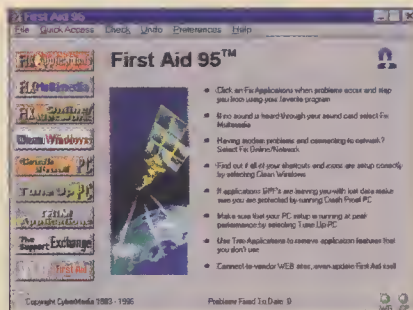 First Aid 95
File Quick Access Check Undo Preferences Help
First Aid 95™
Fix Applications
Fix Multimedia
Fix Online/
Network
Clean Windows
Crash Proof PC
Tune Up PC
TRIM
Applications
The Support Exchange
First Aid
Click on Fix Applications when problems exist and stop
you from using your favorite program
If no sound is heard through your sound card select Fix
Multimedia
Having modem problems and connecting to network?
Select Fix Online/Network
Find out if all of your shortcuts and icons are setup correctly
by selecting Clean Windows
If applications GPF's are leaving you with lost data make
sure you are protected by running Crash Proof PC
Make sure that your PC setup is running at peak
performance by selecting Tune Up PC
Use Trim Applications to remove application features that
you don't use
Connect to vendor WEB sites, even update First Aid itself
Copyright CyberMedia 1983 - 1996
Problems Fixed To Date: 0
WG CP